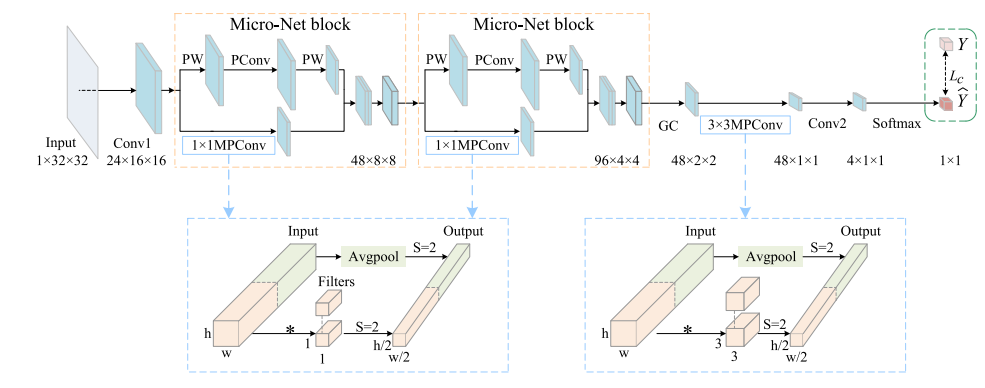 Micro-Net block
Micro-Net block
PW
PConv
PW
PW
PConv
PW
Y
L_C
Ŷ
1×1MPConv
1×1MPConv
GC
3×3MPConv
Conv2
Softmax
Input
Conv1
1×32×32
24×16×16
48×8×8
96×4×4
48×2×2
48×1×1
4×1×1
1×1
Input
Output
Avgpool
S=2
Filters
h
w
*
1
1
S=2
h/2
w/2
Input
Output
Avgpool
S=2
h
w
*
3
3
S=2
h/2
w/2